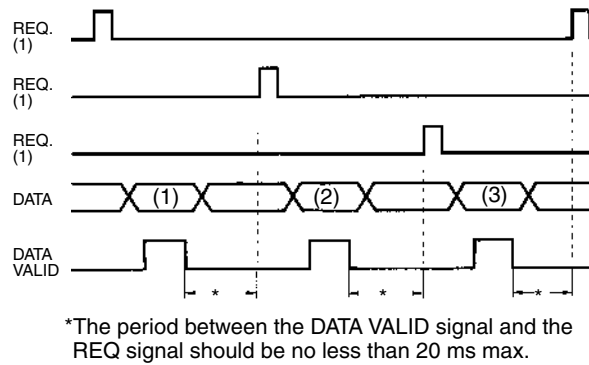 REQ.
(1)
REQ.
(1)
REQ.
(1)
DATA
(1)
(2)
(3)
DATA
VALID
*
*
*
*The period between the DATA VALID signal and the
REQ signal should be no less than 20 ms max.